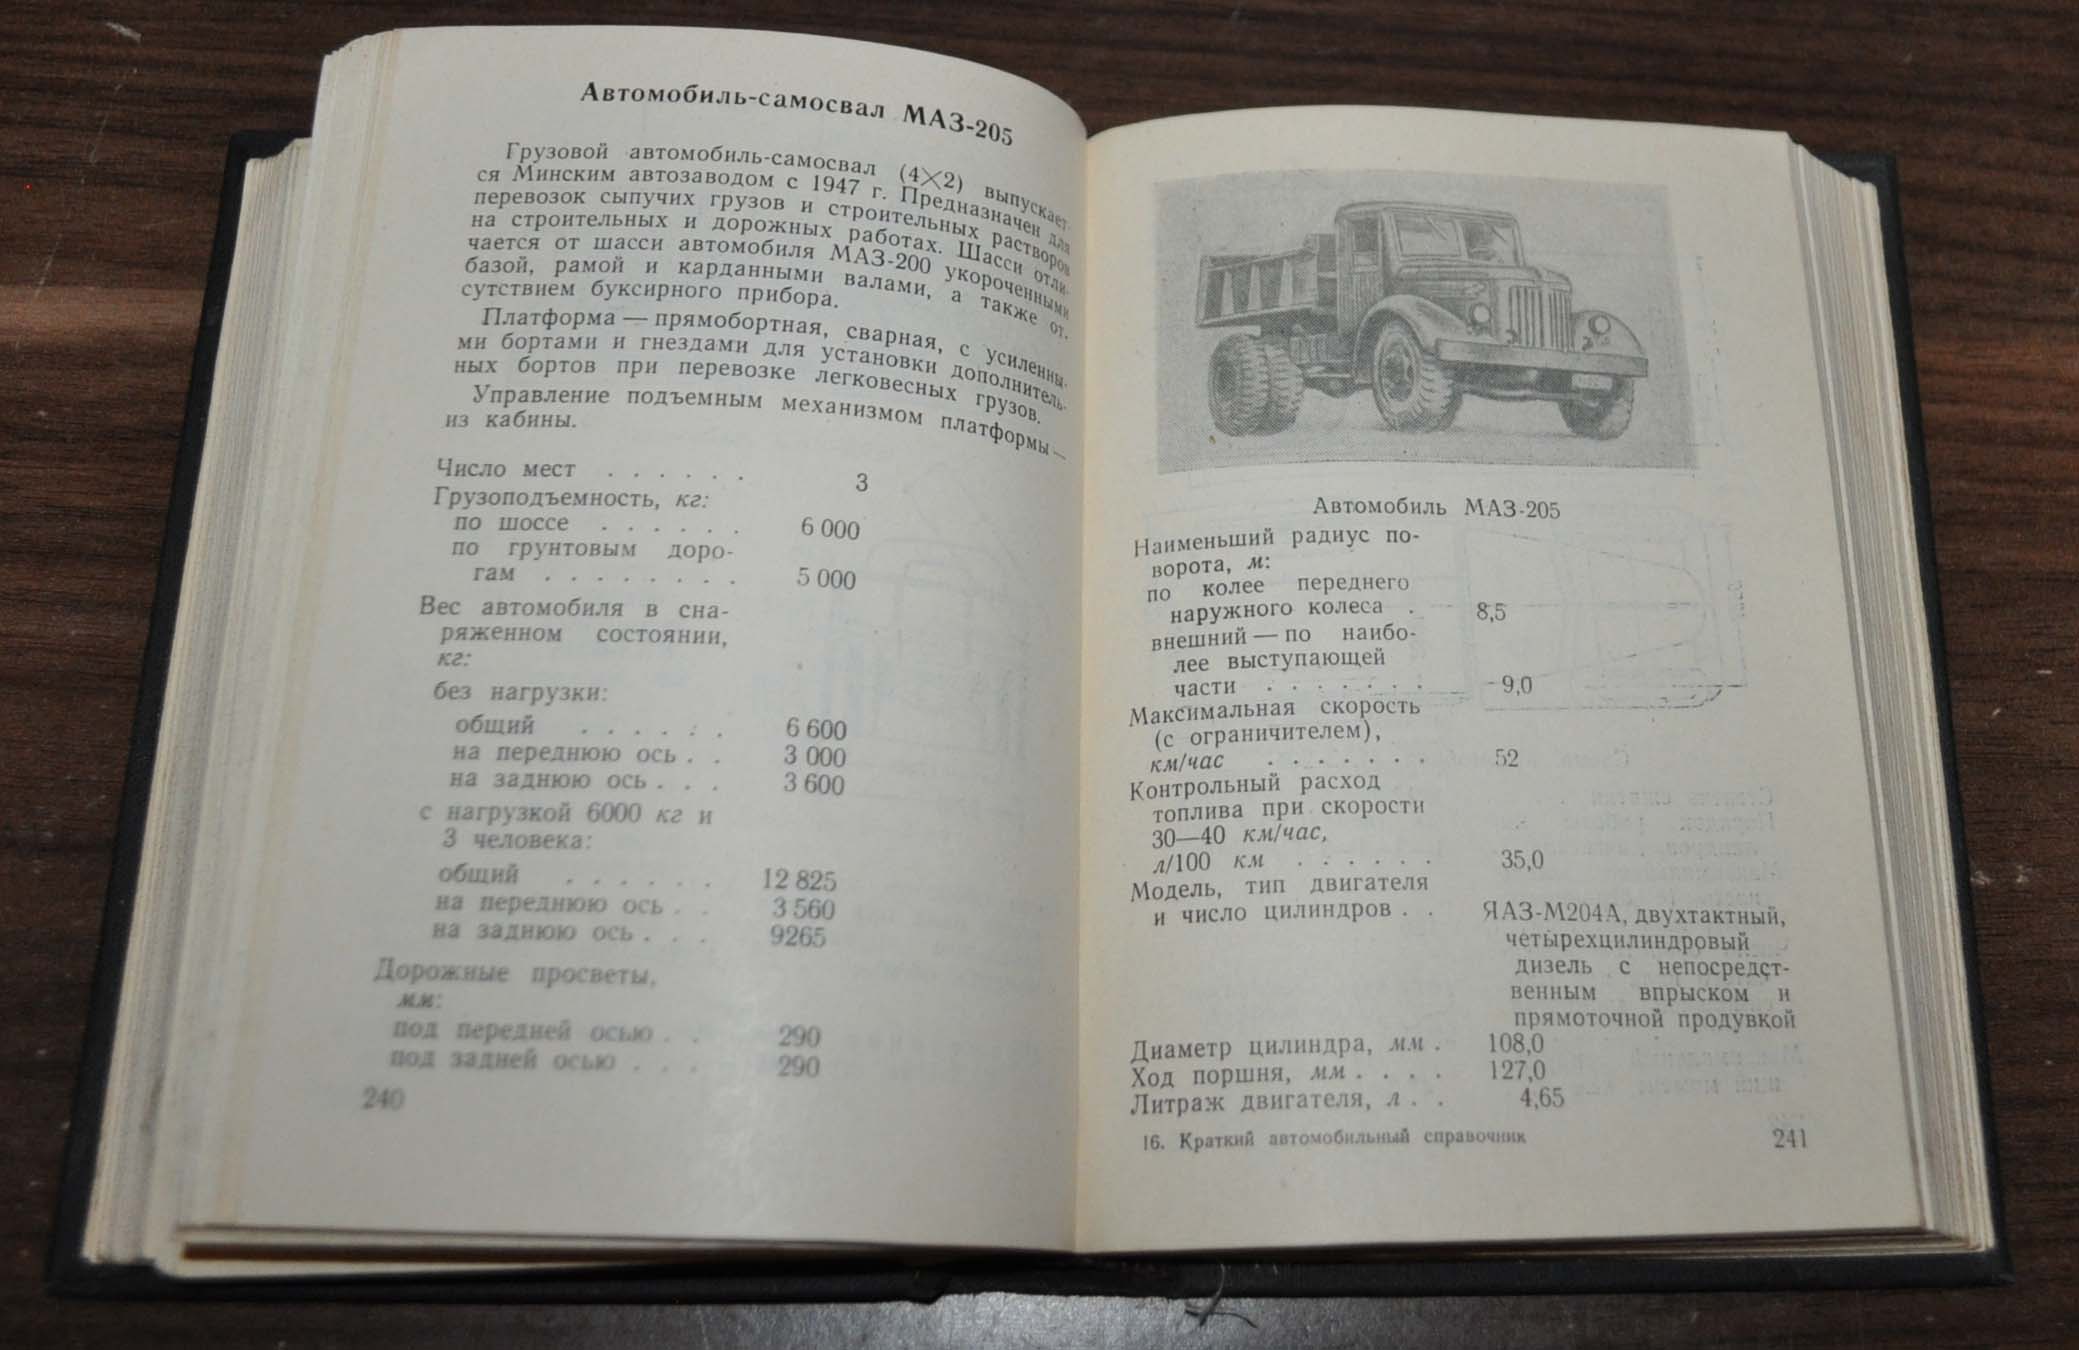 Автомобиль-самосвал МАЗ-205
Грузовой автомобиль-самосвал (4×2) выпускает-
ся Минским автозаводом с 1947 г. Предназначен для
перевозок сыпучих грузов и строительных растворов
на строительных и дорожных работах. Шасси отли-
чается от шасси автомобиля МАЗ-200 укороченными
базой, рамой и карданными валами, а также от-
сутствием буксирного прибора.
Платформа — прямобортная, сварная, с усиленны-
ми бортами и гнездами для установки дополнитель-
ных бортов при перевозке легковесных грузов.
Управление подъемным механизмом платформы —
из кабины.
Число мест . . . . . . 3
Грузоподъемность, кг:
по шоссе . . . . . . 6 000
по грунтовым доро-
гам . . . . . . . . 5 000
Вес автомобиля в сна-
ряженном состоянии,
кг:
без нагрузки:
общий . . . . . . 6 600
на переднюю ось . . 3 000
на заднюю ось . . . 3 600
с нагрузкой 6000 кг и
3 человека:
общий . . . . . . 12 825
на переднюю ось . . 3 560
на заднюю ось . . . 9265
Дорожные просветы,
мм:
под передней осью . . 290
под задней осью . . . 290
240
Автомобиль МАЗ-205
Наименьший радиус по-
ворота, м:
по колее переднего
наружного колеса . 8,5
внешний — по наибо-
лее выступающей
части . . . . . . . 9,0
Максимальная скорость
(с ограничителем),
км/час . . . . . . . 52
Контрольный расход
топлива при скорости
30—40 км/час,
л/100 км . . . . . . 35,0
Модель, тип двигателя
и число цилиндров . . ЯАЗ-М204А, двухтактный,
четырехцилиндровый
дизель с непосредст-
венным впрыском и
прямоточной продувкой
Диаметр цилиндра, мм . 108,0
Ход поршня, мм . . . . 127,0
Литраж двигателя, л . . 4,65
16. Краткий автомобильный справочник 241